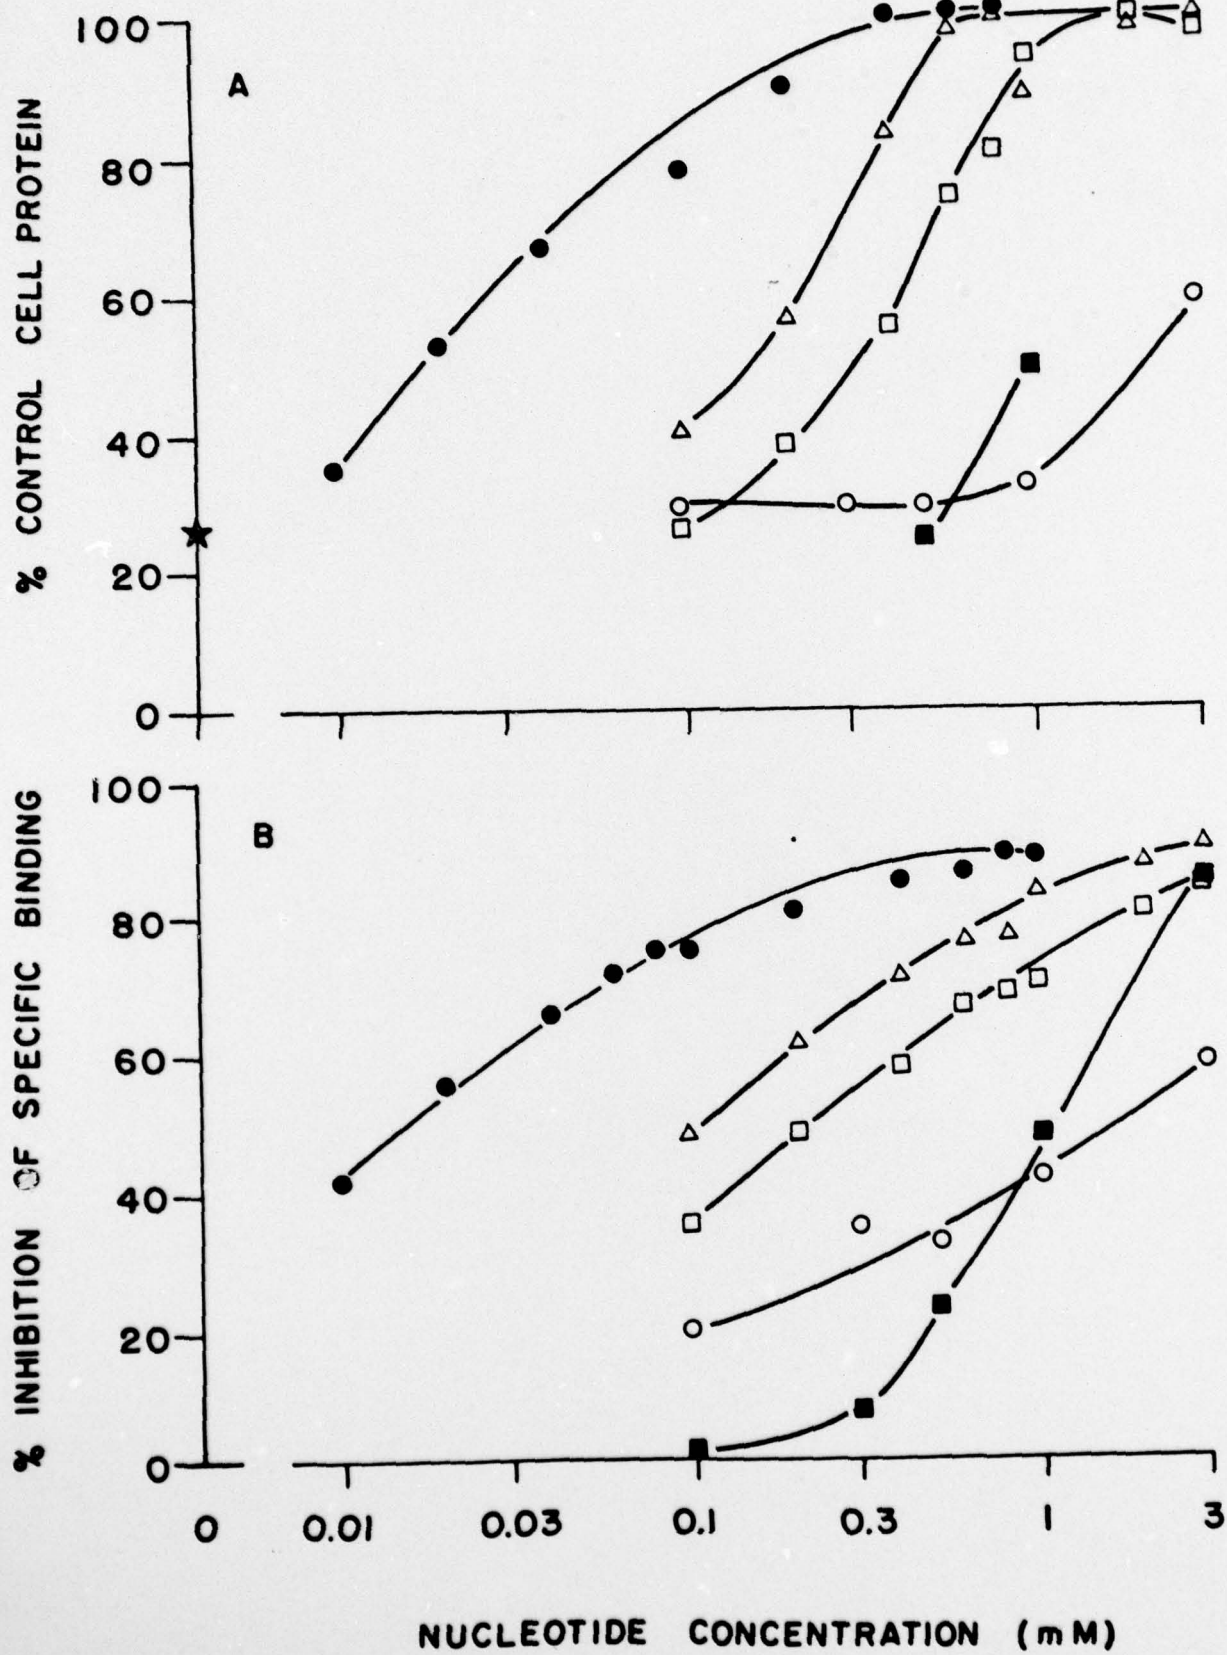 100
A
80
60
40
20
0
% CONTROL CELL PROTEIN
100
B
80
60
40
20
0
% INHIBITION OF SPECIFIC BINDING
0 0.01 0.03 0.1 0.3 1 3
NUCLEOTIDE CONCENTRATION (mM)